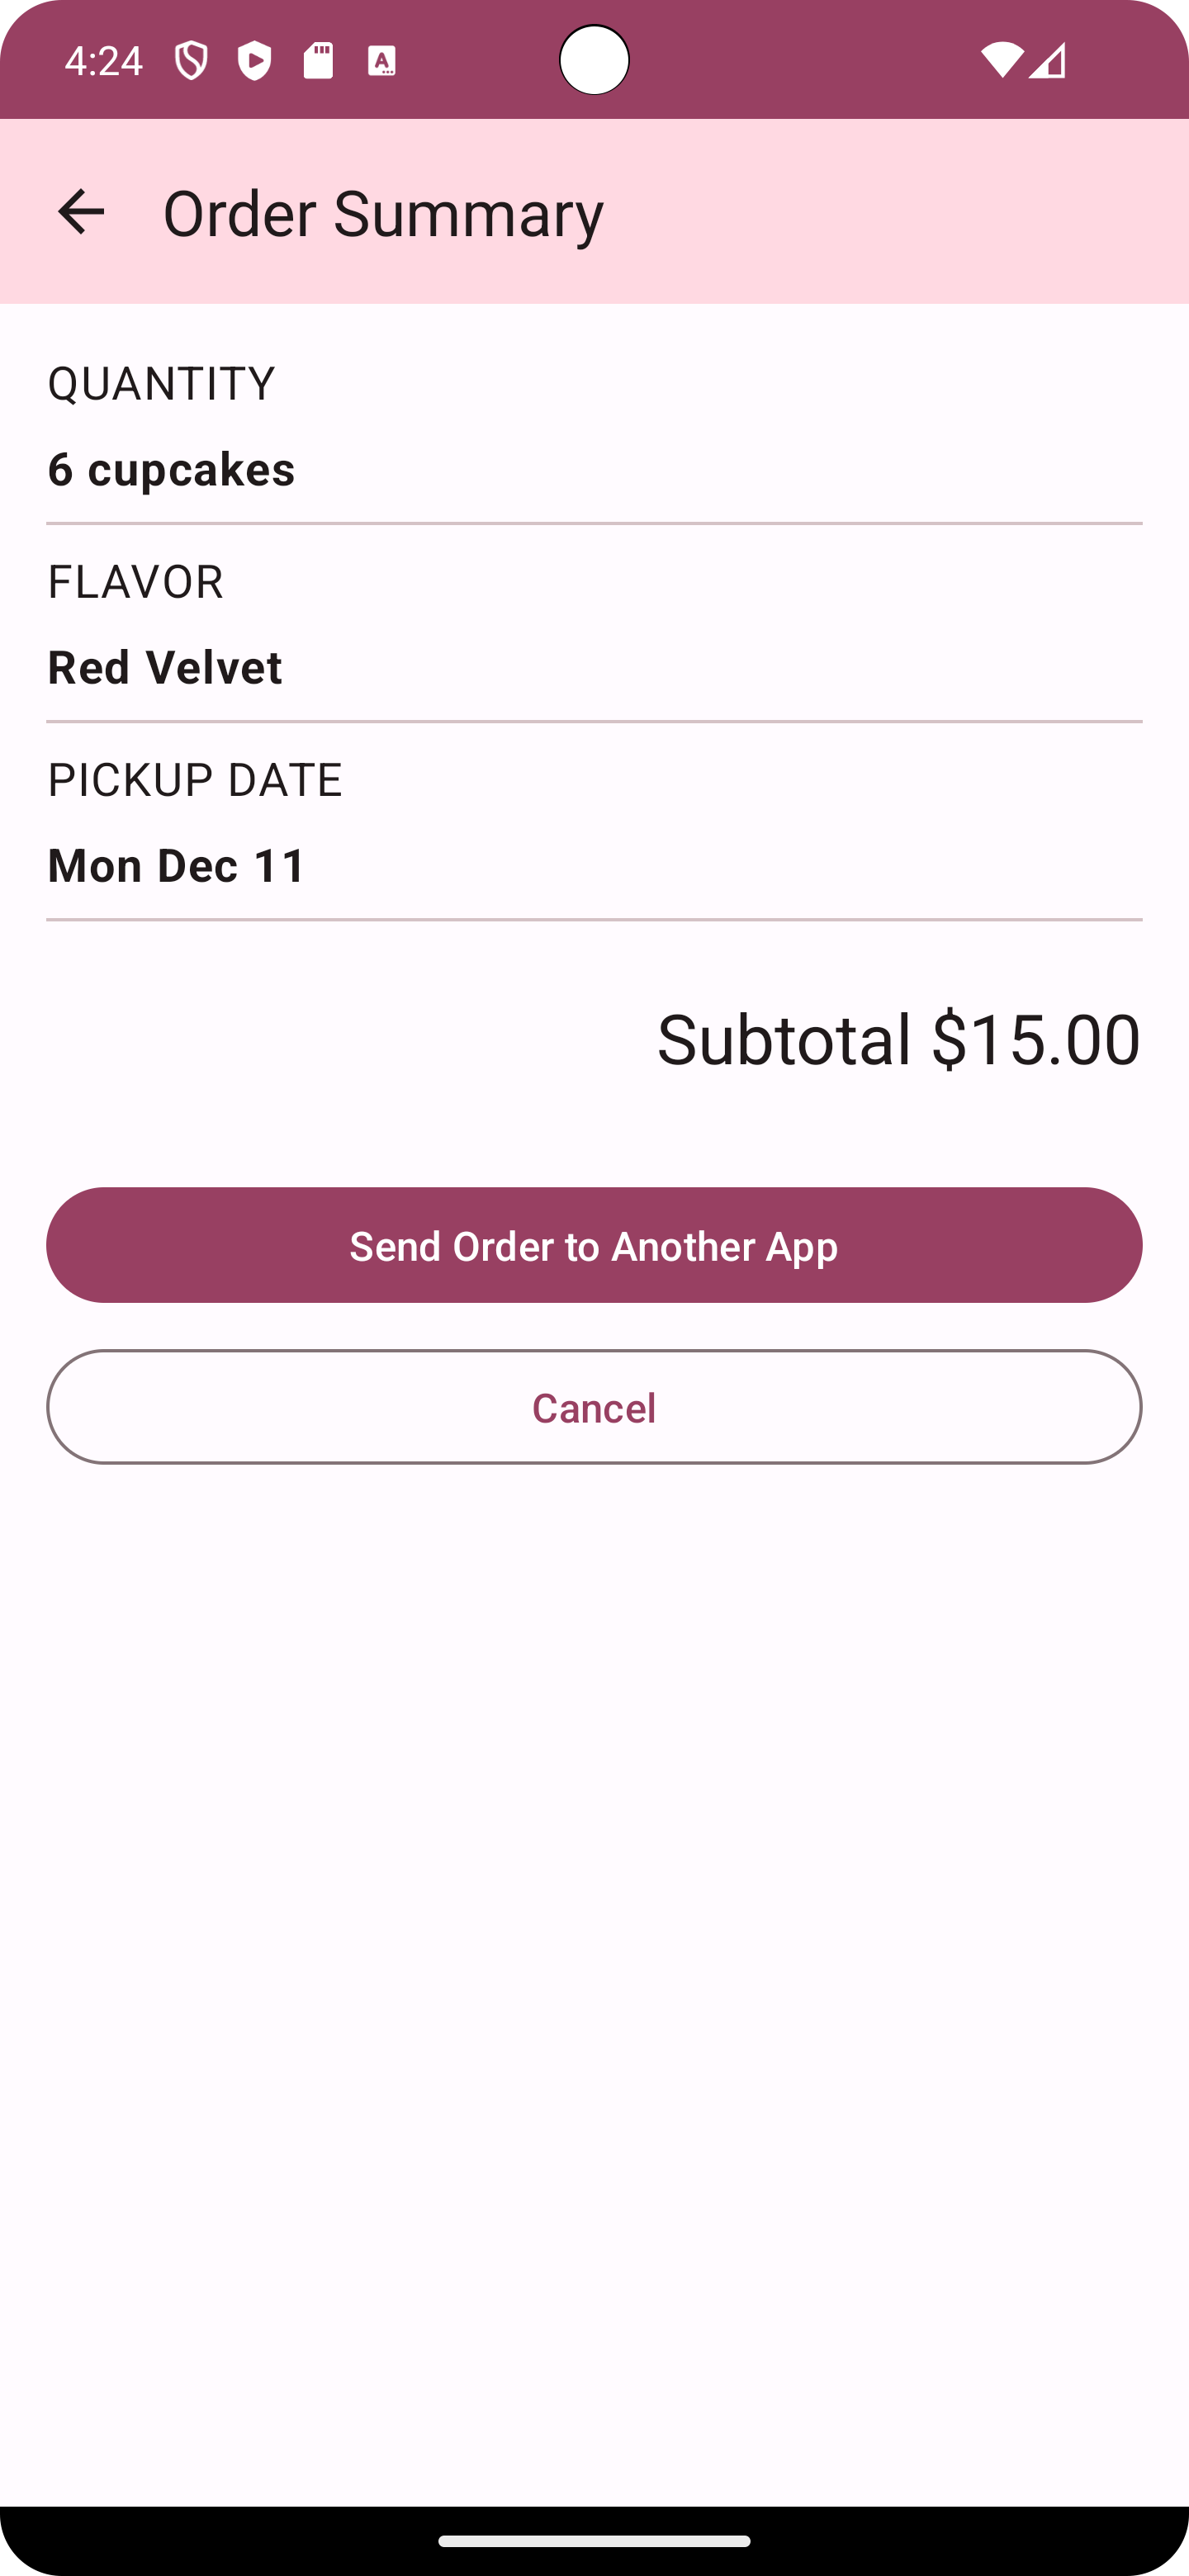 4:24
Order Summary
QUANTITY
6 cupcakes
FLAVOR
Red Velvet
PICKUP DATE
Mon Dec 11
Subtotal $15.00
Send Order to Another App
Cancel